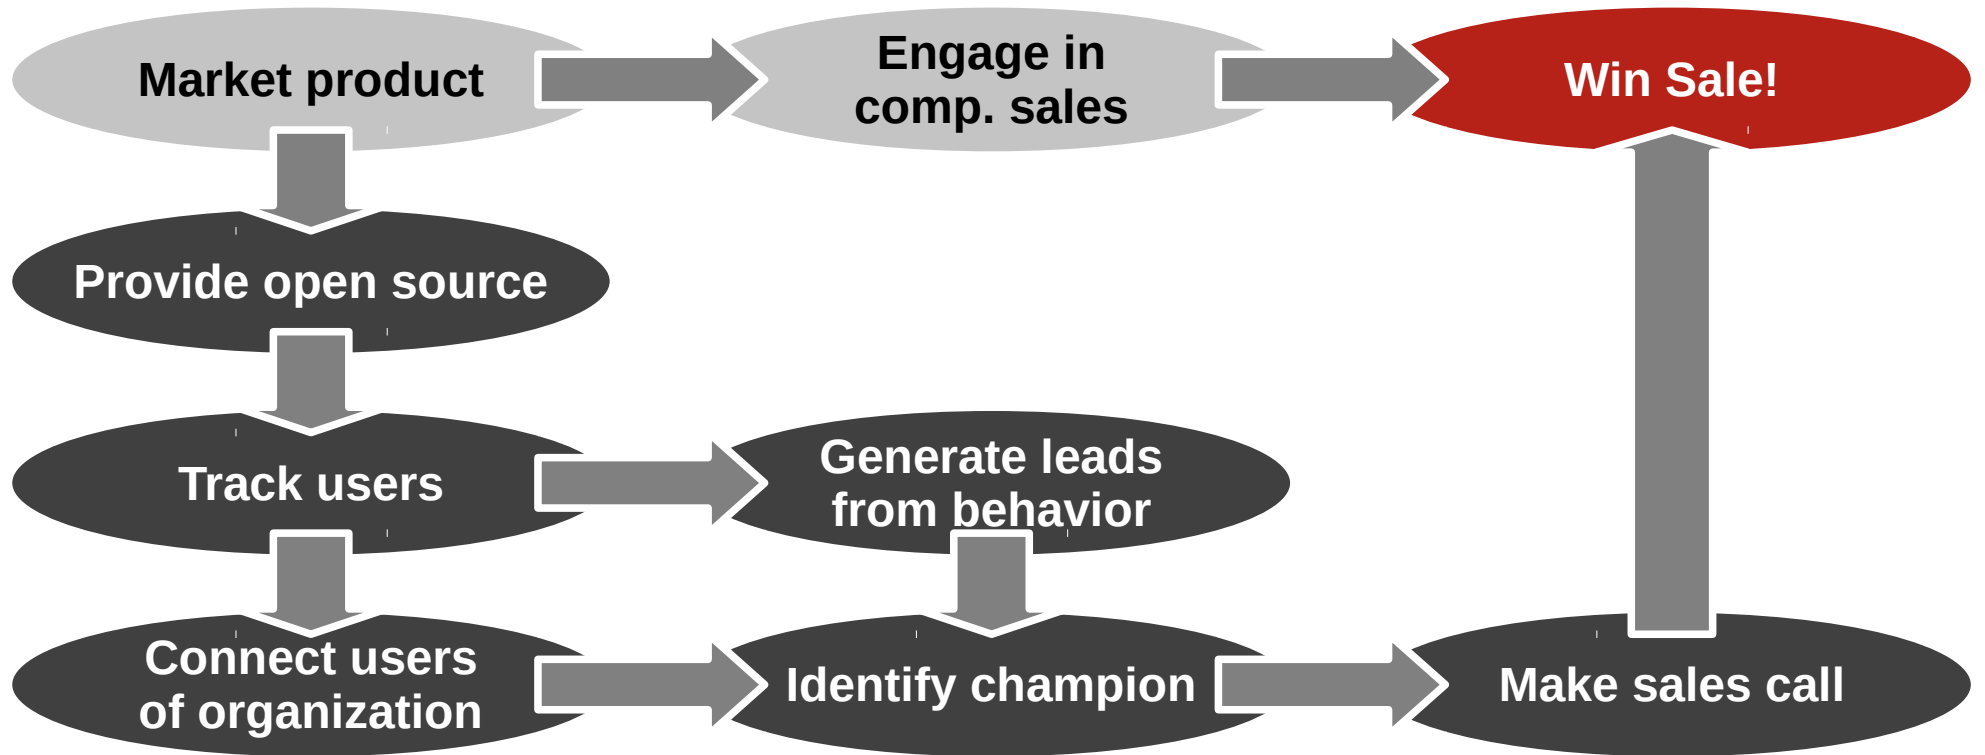 Market product
Engage in
comp. sales
Win Sale!
Provide open source
Track users
Generate leads
from behavior
Connect users
of organization
Identify champion
Make sales call